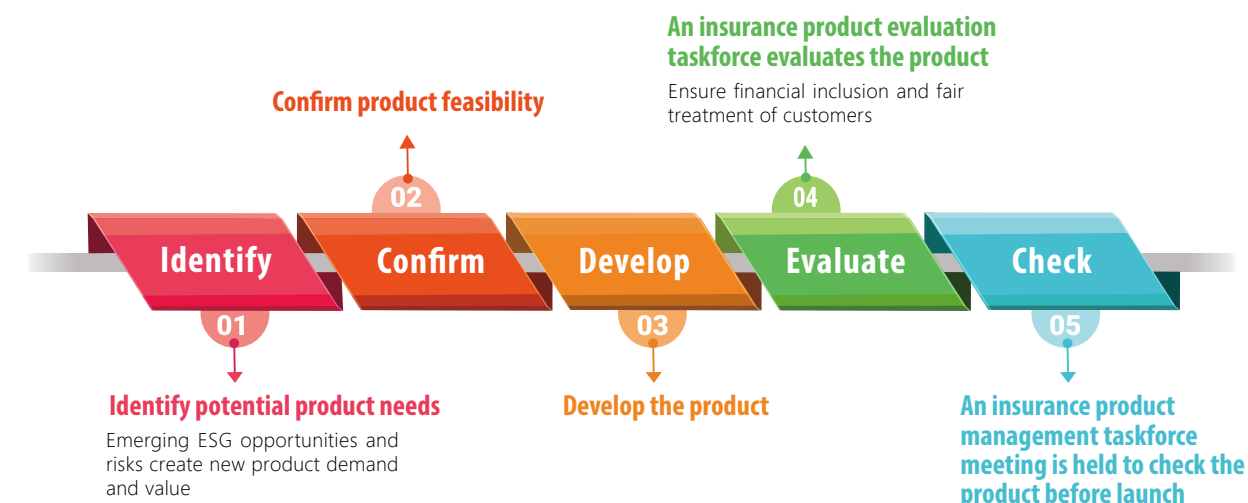 An insurance product evaluation
taskforce evaluates the product
Ensure financial inclusion and fair
treatment of customers
Confirm product feasibility
02
04
Identify
Confirm
Develop
Evaluate
Check
01
03
05
Identify potential product needs
Emerging ESG opportunities and
risks create new product demand
and value
Develop the product
An insurance product
management taskforce
meeting is held to check the
product before launch